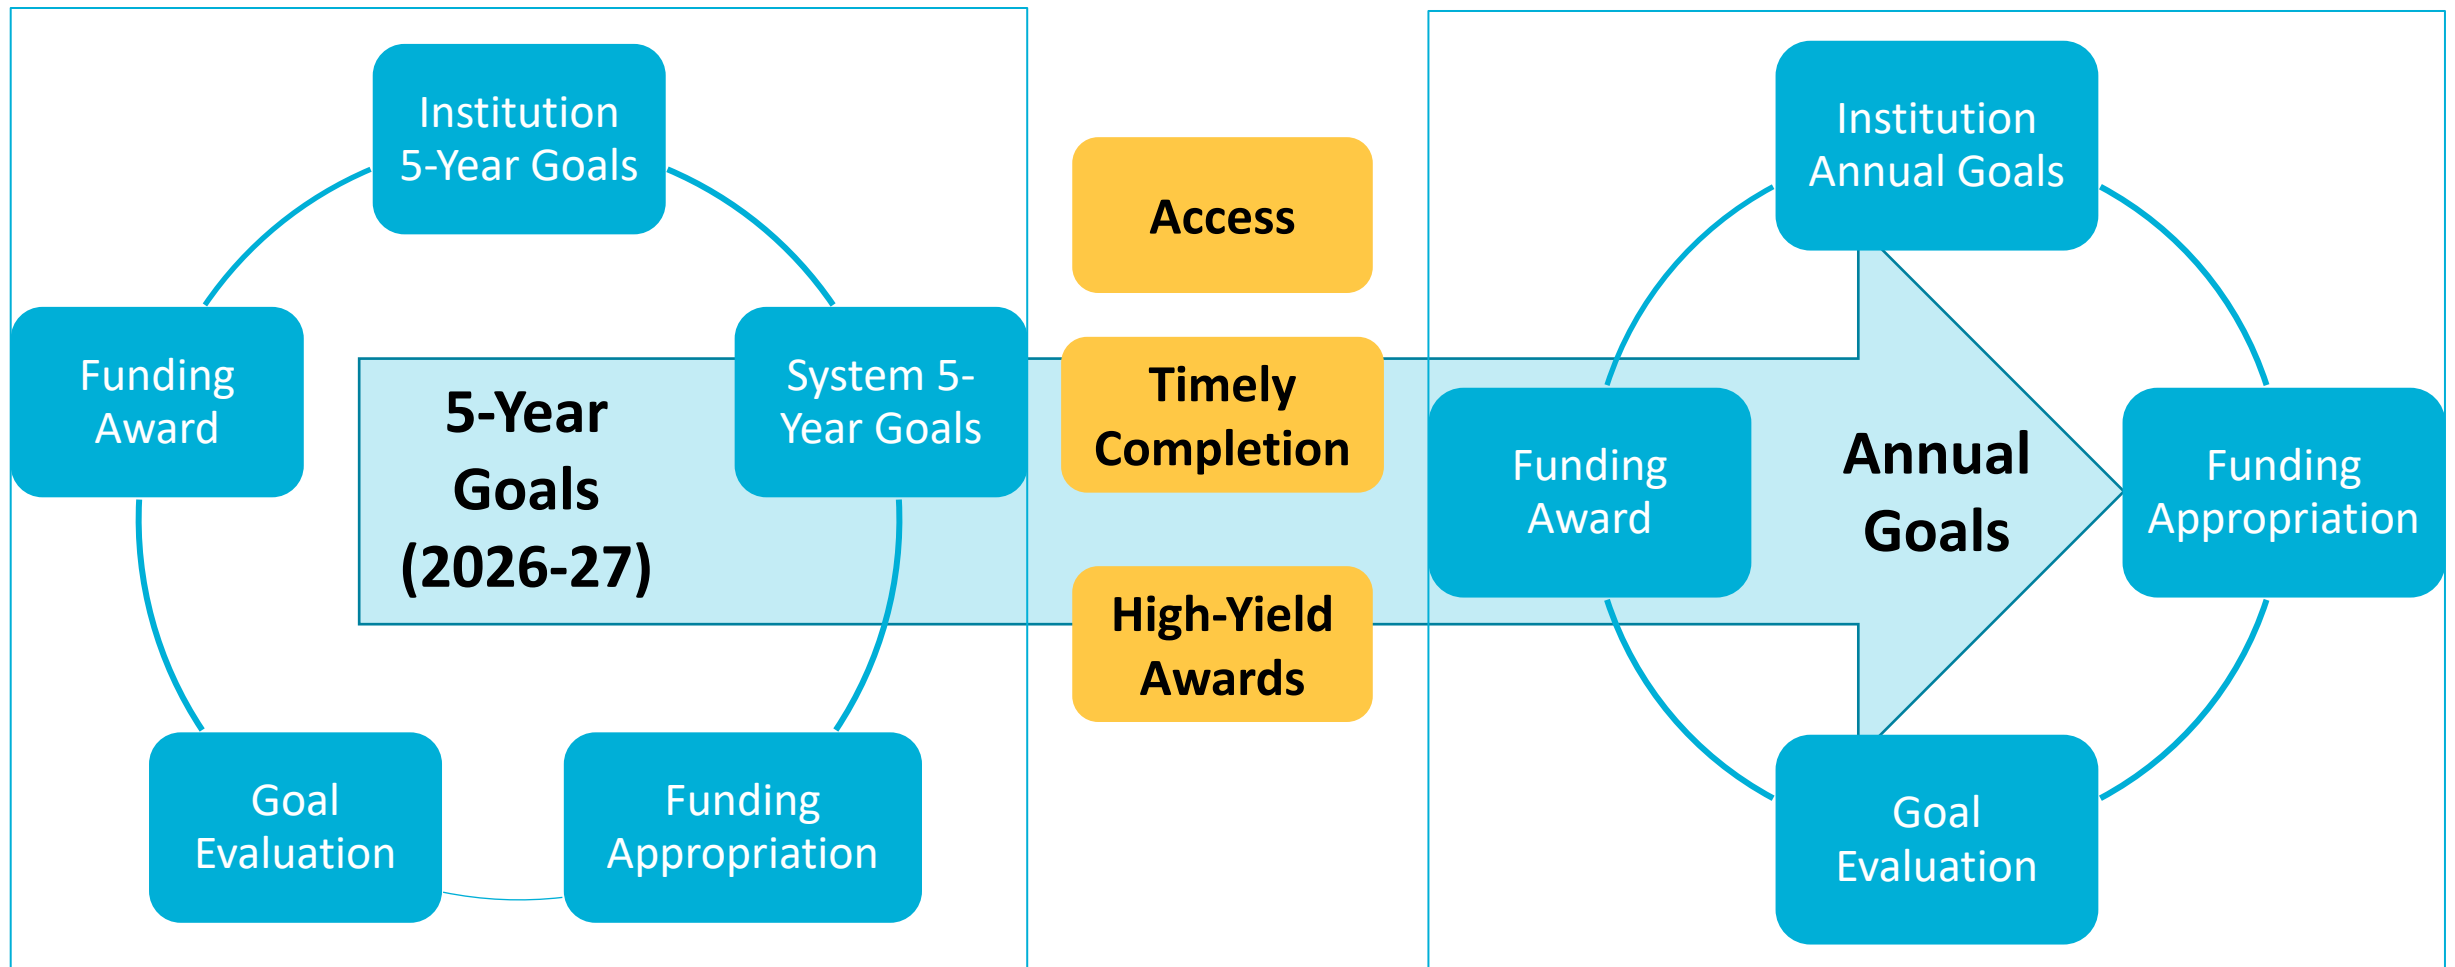 Institution
5-Year Goals
System 5-
Year Goals
Funding
Appropriation
Goal
Evaluation
Funding
Award
5-Year
Goals
(2026-27)
Access
Timely
Completion
High-Yield
Awards
Institution
Annual Goals
Funding
Appropriation
Goal
Evaluation
Funding
Award
Annual
Goals